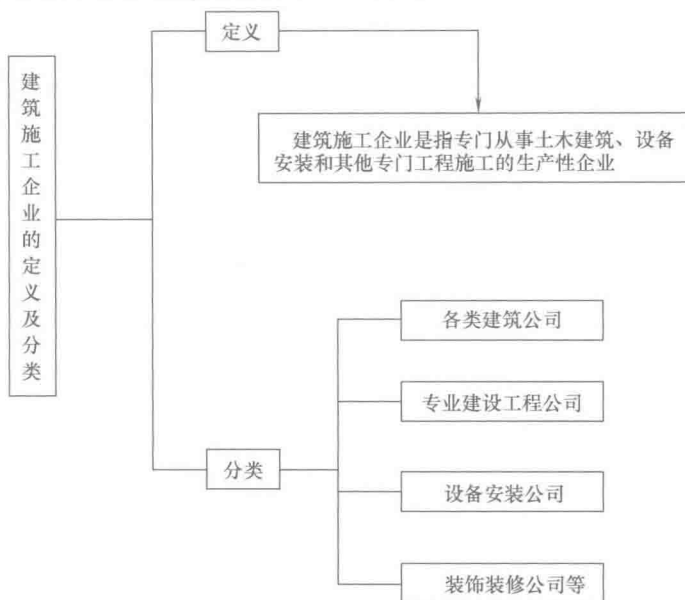 定义
建筑施工企业的定义及分类
建筑施工企业是指专门从事土木建筑、设备
安装和其他专门工程施工的生产性企业
各类建筑公司
专业建设工程公司
分类
设备安装公司
装饰装修公司等